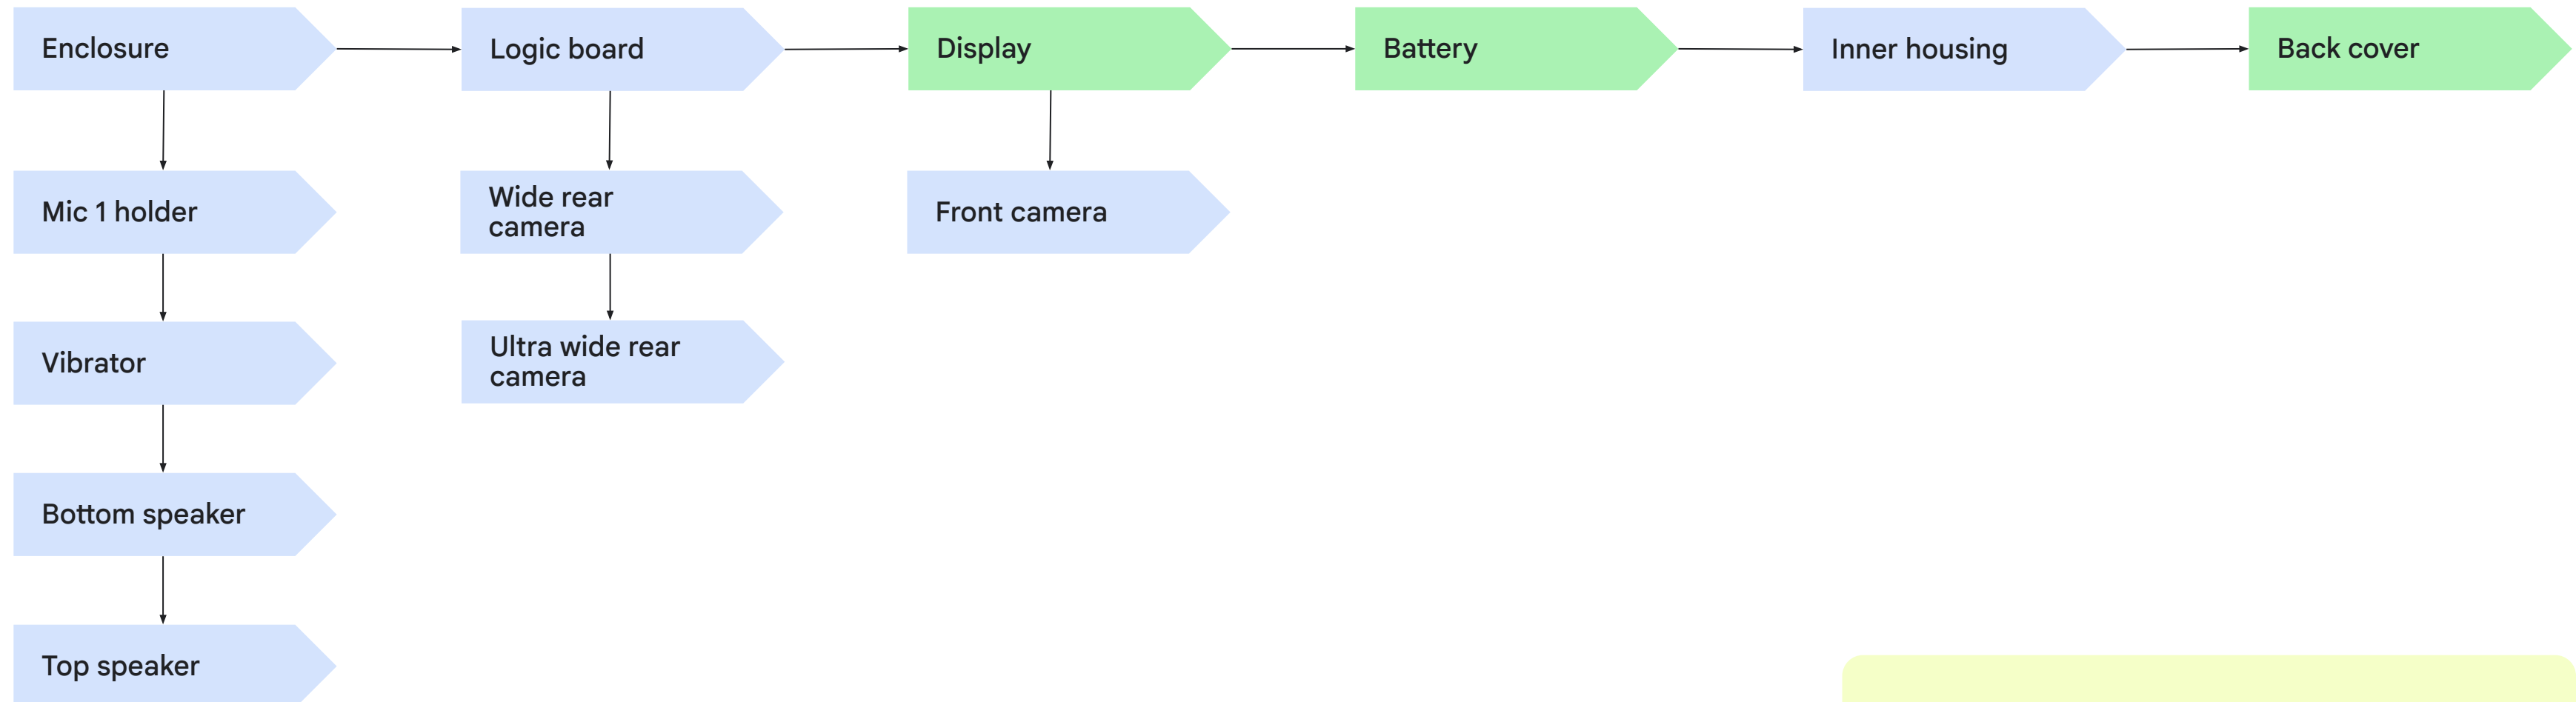 Enclosure
Logic board
Display
Battery
Inner housing
Back cover
Mic 1 holder
Wide rear
camera
Front camera
Vibrator
Ultra wide rear
camera
Bottom speaker
Top speaker